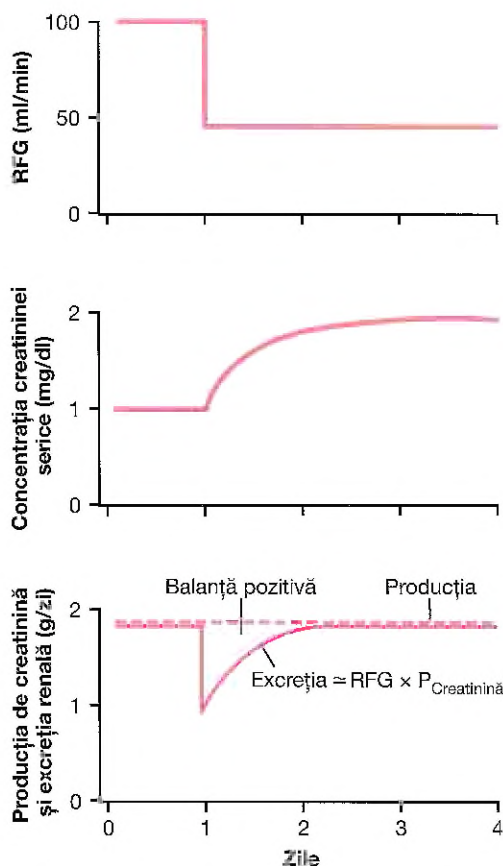 RFG (ml/min)
100
50
0
Concentrația creatininei
serice (mg/dl)
2
1
0
Producția de creatinină
și excreția renală (g/zi)
2
1
0
Balanță pozitivă
Producția
Excreția ≃ RFG × PCreatinină
0 1 2 3 4
Zile